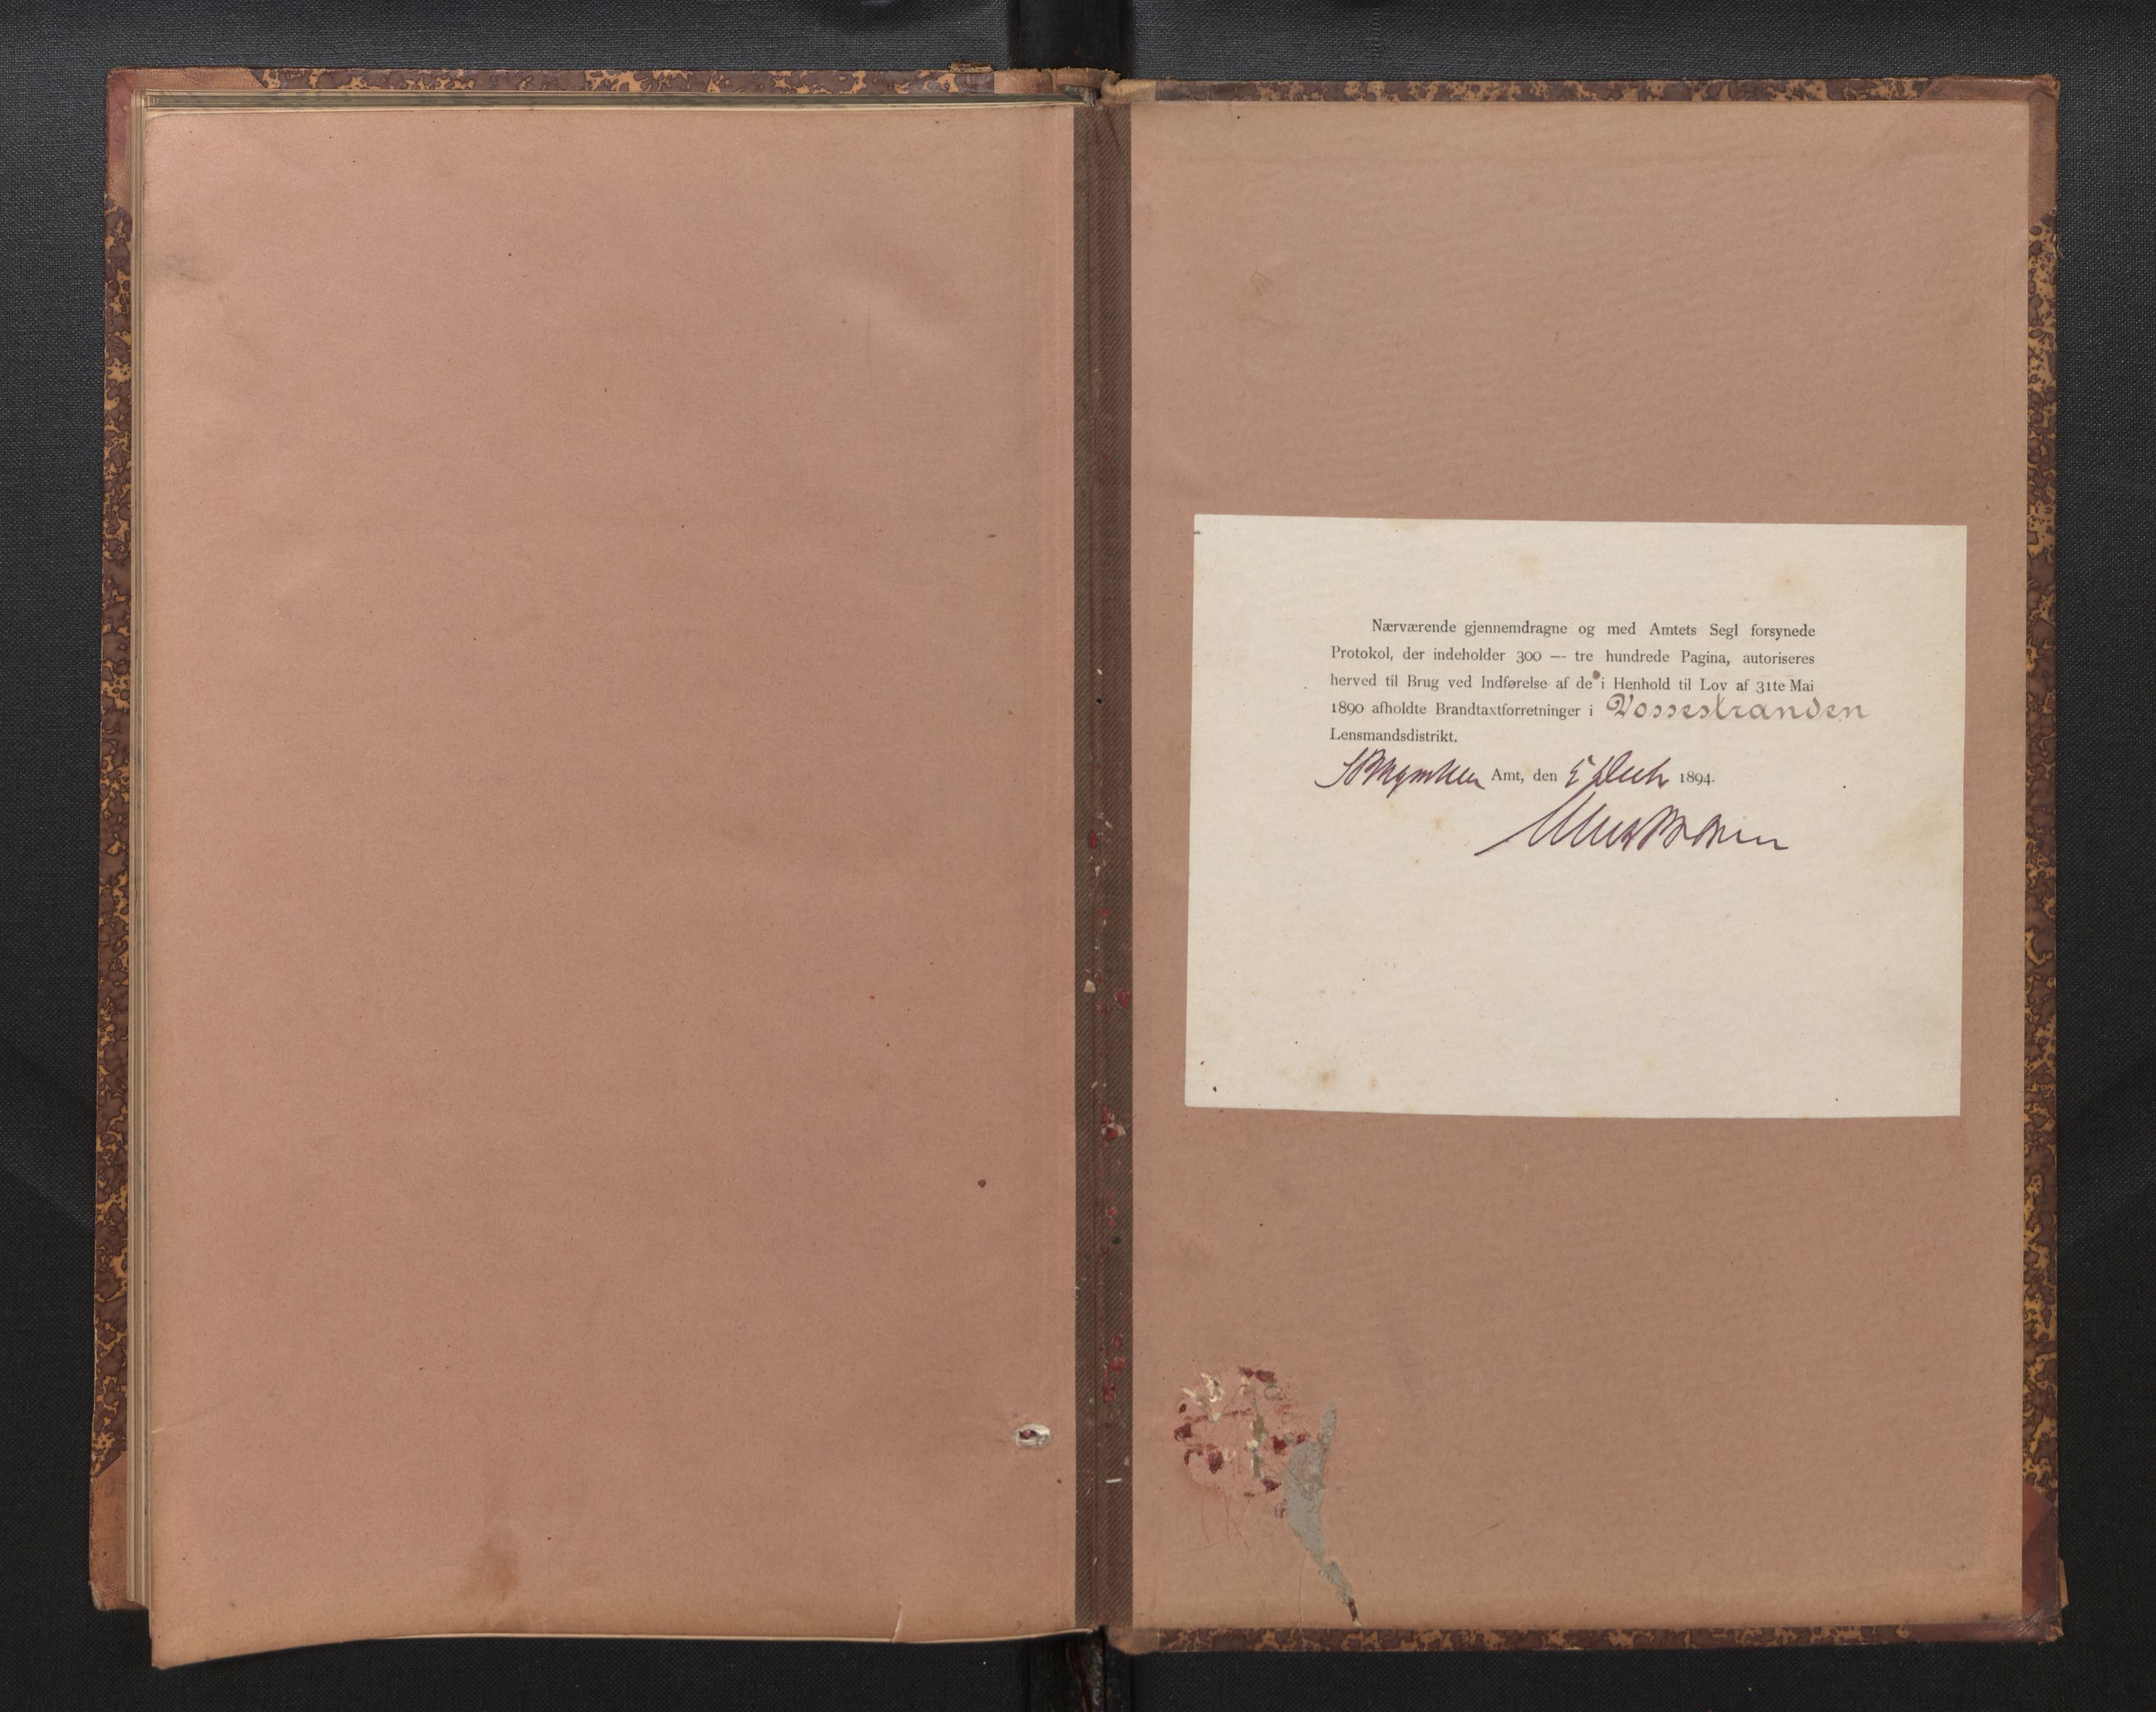 Nærværende gjennemdragne og med Amtets Segl forsynede
Protokol, der indeholder 300 — tre hundrede Pagina, autoriseres
herved til Brug ved Indførelse af de i Henhold til Lov af 31te Mai
1890 afholdte Brandtaxtforretninger i Vossestranden
Lensmandsdistrikt.
Amt, den 5 1894.